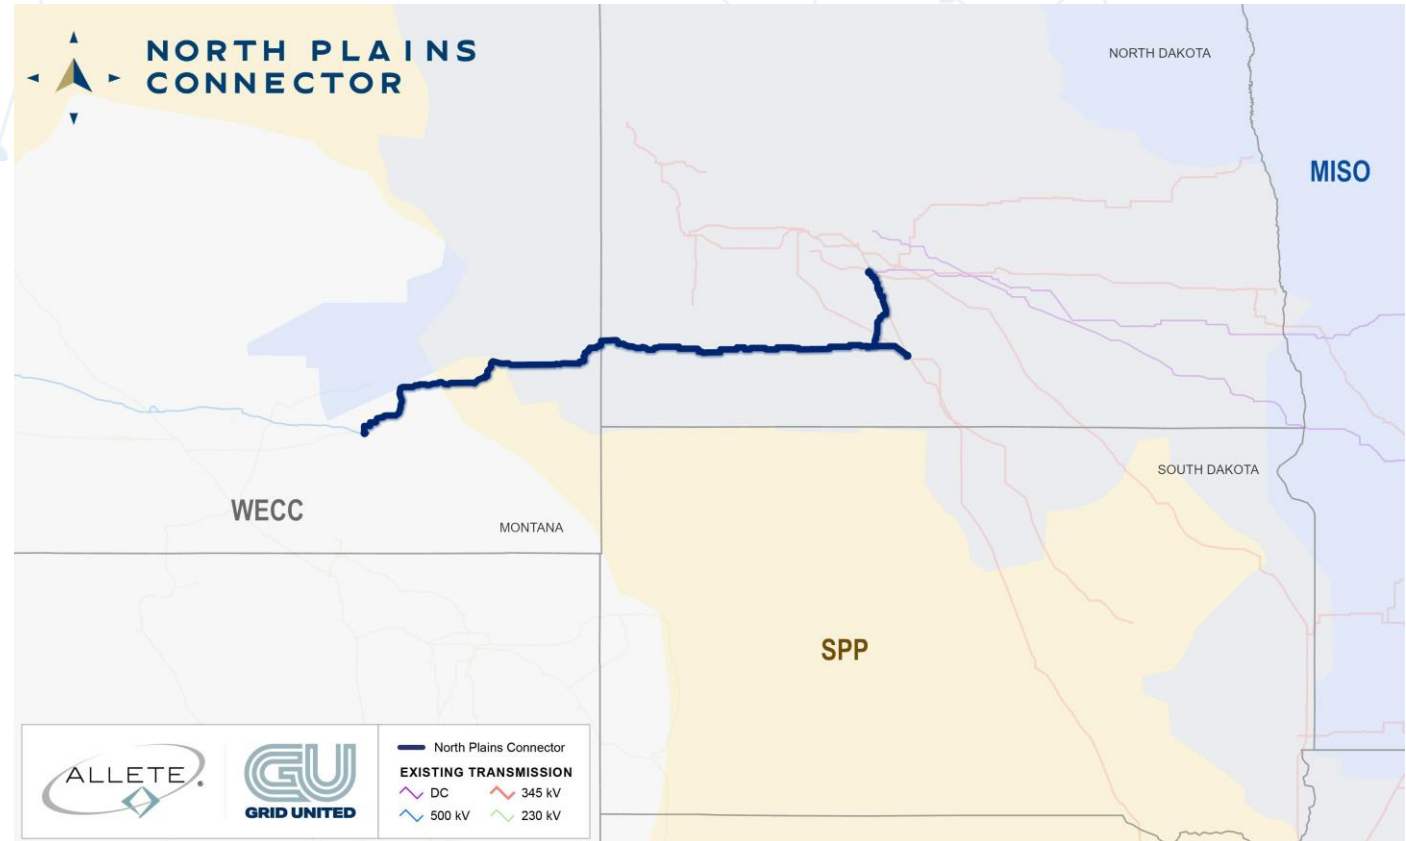 NORTH PLAINS
CONNECTOR
NORTH DAKOTA
MISO
SOUTH DAKOTA
WECC
MONTANA
SPP
ALLETE
GU
GRID UNITED
North Plains Connector
EXISTING TRANSMISSION
DC
345 kV
500 kV
230 kV